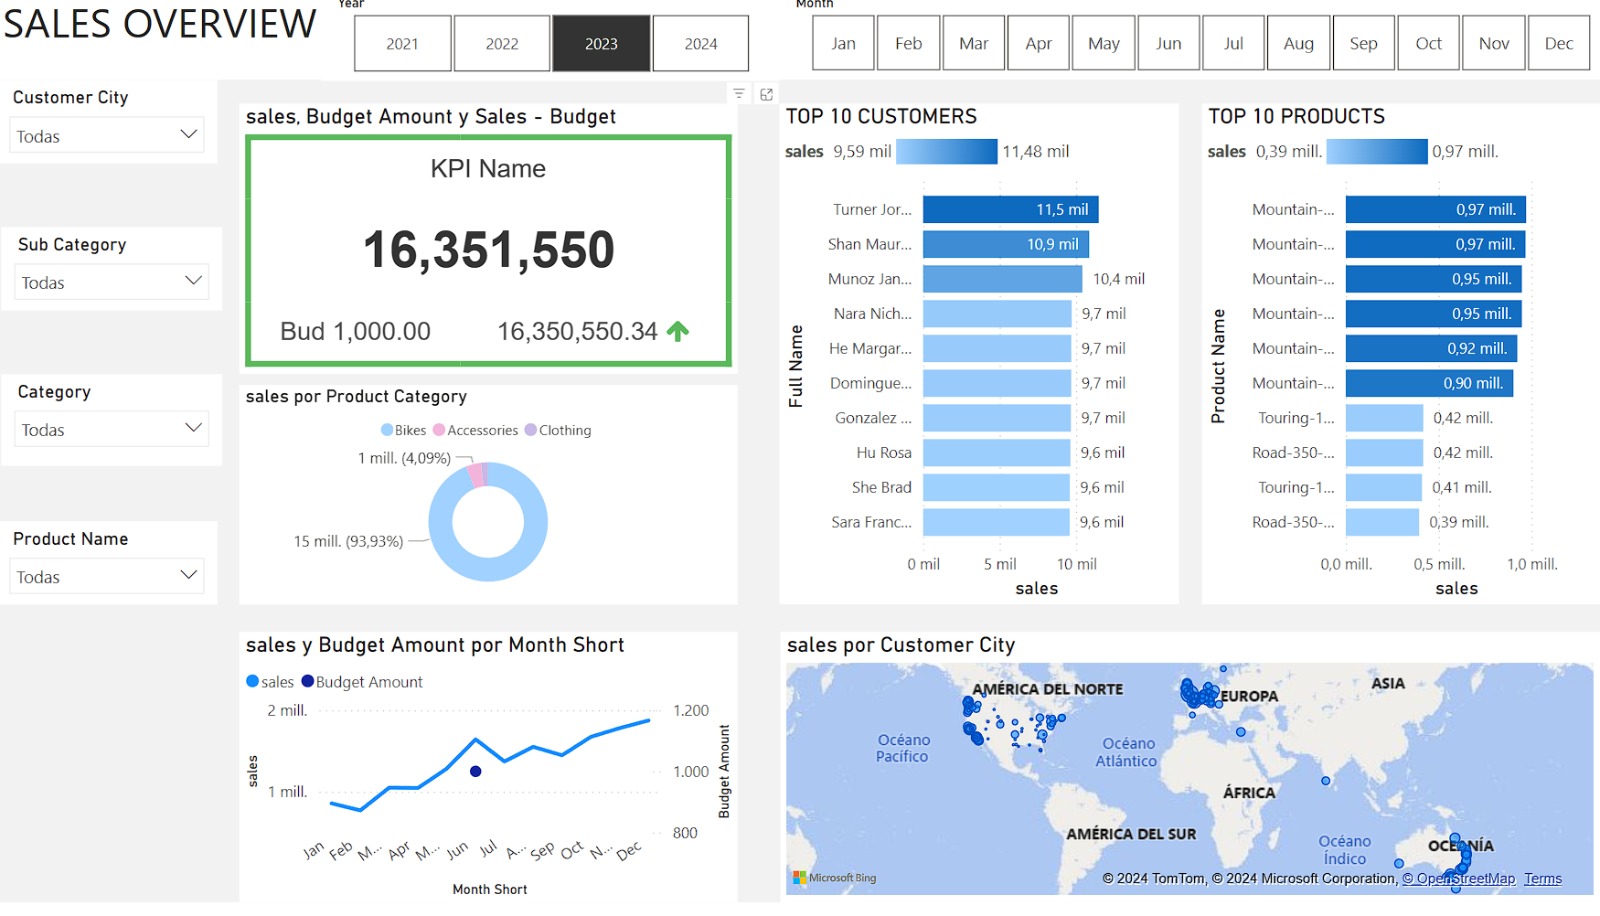 SALES OVERVIEW
Year
2021 2022 2023 2024
Month
Jan Feb Mar Apr May Jun Jul Aug Sep Oct Nov Dec
Customer City
Todas
Sub Category
Todas
Category
Todas
Product Name
Todas
sales, Budget Amount y Sales - Budget
KPI Name
16,351,550
Bud 1,000.00 16,350,550.34
sales por Product Category
Bikes Accessories Clothing
1 mill. (4,09%)
15 mill. (93,93%)
TOP 10 CUSTOMERS
sales 9,59 mil 11,48 mil
Full Name
Turner Jor... 11,5 mil
Shan Maur... 10,9 mil
Munoz Jan... 10,4 mil
Nara Nich... 9,7 mil
He Margar... 9,7 mil
Domingue... 9,7 mil
Gonzalez ... 9,7 mil
Hu Rosa 9,6 mil
She Brad 9,6 mil
Sara Franc... 9,6 mil
0 mil 5 mil 10 mil
sales
TOP 10 PRODUCTS
sales 0,39 mill. 0,97 mill.
Product Name
Mountain-... 0,97 mill.
Mountain-... 0,97 mill.
Mountain-... 0,95 mill.
Mountain-... 0,95 mill.
Mountain-... 0,92 mill.
Mountain-... 0,90 mill.
Touring-1... 0,42 mill.
Road-350-... 0,42 mill.
Touring-1... 0,41 mill.
Road-350-... 0,39 mill.
0,0 mill. 0,5 mill. 1,0 mill.
sales
sales y Budget Amount por Month Short
sales Budget Amount
2 mill. 1.200
1 mill. 1.000
800
sales
Budget Amount
Jan Feb M... Apr M... Jun Jul A... Sep Oct N... Dec
Month Short
sales por Customer City
AMÉRICA DEL NORTE
EUROPA
ASIA
Océano
Pacífico
Océano
Atlántico
ÁFRICA
AMÉRICA DEL SUR
Océano
Índico
OCEANÍA
Microsoft Bing
© 2024 TomTom, © 2024 Microsoft Corporation, © OpenStreetMap Terms